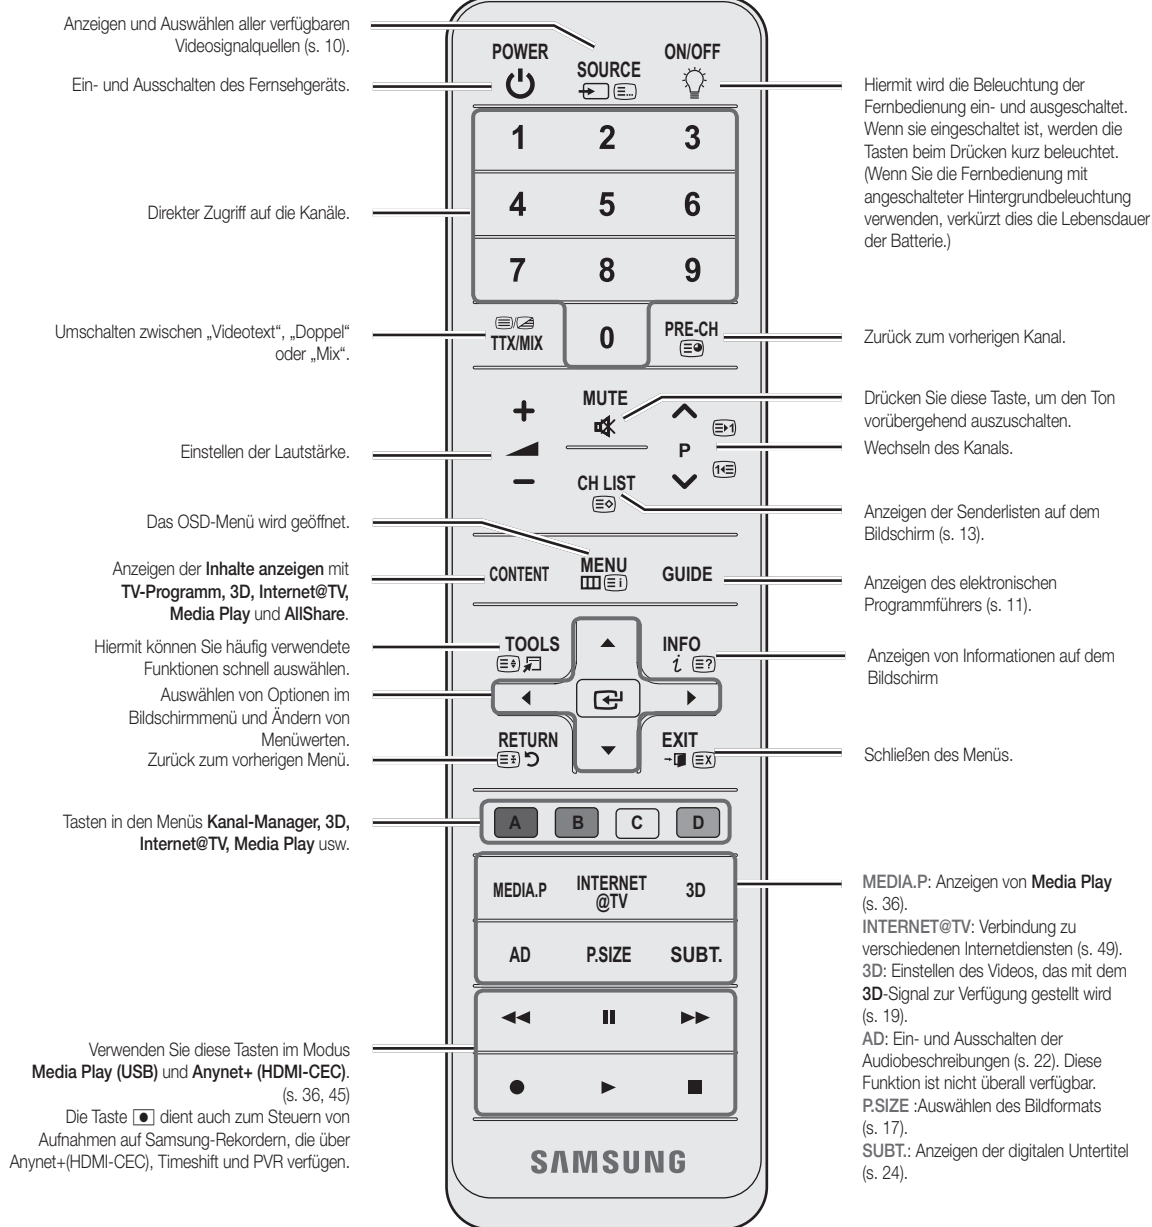 Anzeigen und Auswählen aller verfügbaren
Videosignalquellen (s. 10).
Ein- und Ausschalten des Fernsehgeräts.
Direkter Zugriff auf die Kanäle.
Umschalten zwischen „Videotext“, „Doppel“
oder „Mix“.
Einstellen der Lautstärke.
Das OSD-Menü wird geöffnet.
Anzeigen der Inhalte anzeigen mit
TV-Programm, 3D, Internet@TV,
Media Play und AllShare.
Hiermit können Sie häufig verwendete
Funktionen schnell auswählen.
Auswählen von Optionen im
Bildschirmmenü und Ändern von
Menüwerten.
Zurück zum vorherigen Menü.
Tasten in den Menüs Kanal-Manager, 3D,
Internet@TV, Media Play usw.
Verwenden Sie diese Tasten im Modus
Media Play (USB) und Anynet+ (HDMI-CEC).
(s. 36, 45)
Die Taste dient auch zum Steuern von
Aufnahmen auf Samsung-Rekordern, die über
Anynet+(HDMI-CEC), Timeshift und PVR verfügen.
POWER
SOURCE
ON/OFF
1 2 3
4 5 6
7 8 9
TTX/MIX
0
PRE-CH
MUTE
P
CH LIST
CONTENT
MENU
GUIDE
TOOLS
INFO
RETURN
EXIT
A B C D
MEDIA.P
INTERNET
@TV
3D
AD
P.SIZE
SUBT.
SAMSUNG
Hiermit wird die Beleuchtung der
Fernbedienung ein- und ausgeschaltet.
Wenn sie eingeschaltet ist, werden die
Tasten beim Drücken kurz beleuchtet.
(Wenn Sie die Fernbedienung mit
angeschalteter Hintergrundbeleuchtung
verwenden, verkürzt dies die Lebensdauer
der Batterie.)
Zurück zum vorherigen Kanal.
Drücken Sie diese Taste, um den Ton
vorübergehend auszuschalten.
Wechseln des Kanals.
Anzeigen der Senderlisten auf dem
Bildschirm (s. 13).
Anzeigen des elektronischen
Programmführers (s. 11).
Anzeigen von Informationen auf dem
Bildschirm
Schließen des Menüs.
MEDIA.P: Anzeigen von Media Play
(s. 36).
INTERNET@TV: Verbindung zu
verschiedenen Internetdiensten (s. 49).
3D: Einstellen des Videos, das mit dem
3D-Signal zur Verfügung gestellt wird
(s. 19).
AD: Ein- und Ausschalten der
Audiobeschreibungen (s. 22). Diese
Funktion ist nicht überall verfügbar.
P.SIZE :Auswählen des Bildformats
(s. 17).
SUBT.: Anzeigen der digitalen Untertitel
(s. 24).